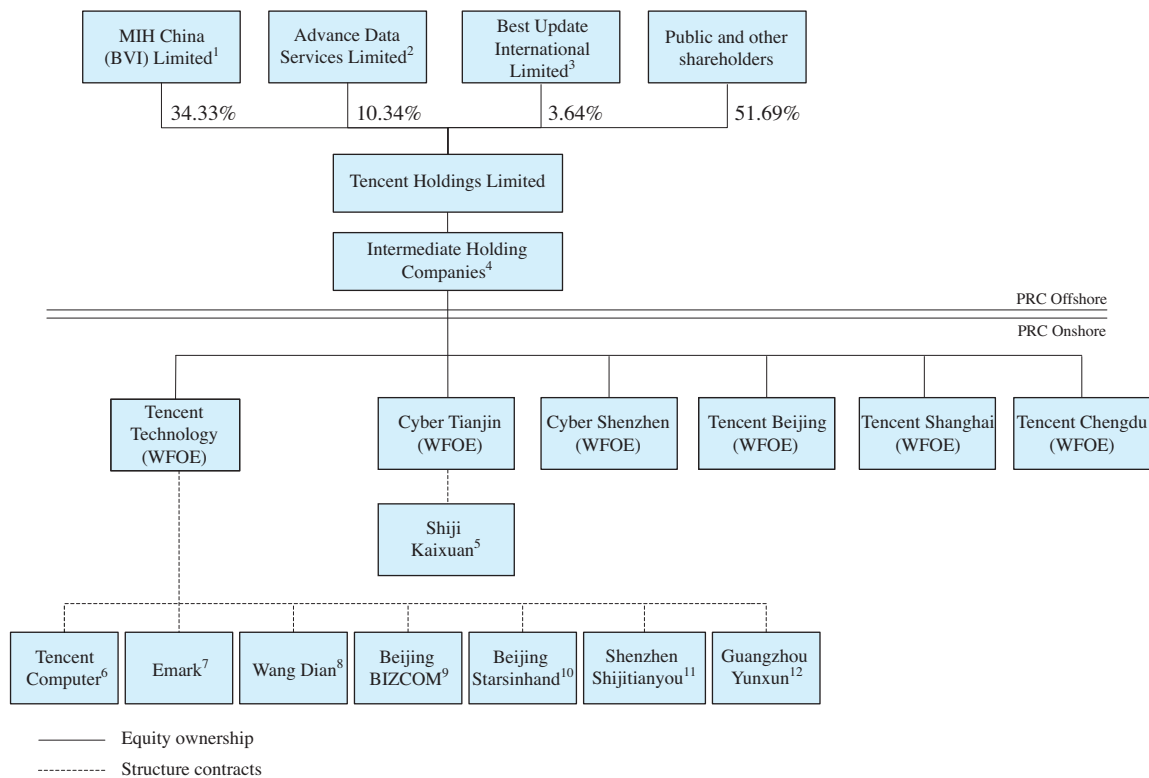 MIH China
(BVI) Limited1
Advance Data
Services Limited2
Best Update
International
Limited3
Public and other
shareholders
34.33%
10.34%
3.64%
51.69%
Tencent Holdings Limited
Intermediate Holding
Companies4
PRC Offshore
PRC Onshore
Tencent
Technology
(WFOE)
Cyber Tianjin
(WFOE)
Cyber Shenzhen
(WFOE)
Tencent Beijing
(WFOE)
Tencent Shanghai
(WFOE)
Tencent Chengdu
(WFOE)
Shiji
Kaixuan5
Tencent
Computer6
Emark7
Wang Dian8
Beijing
BIZCOM9
Beijing
Starsinhand10
Shenzhen
Shijitianyou11
Guangzhou
Yunxun12
Equity ownership
Structure contracts